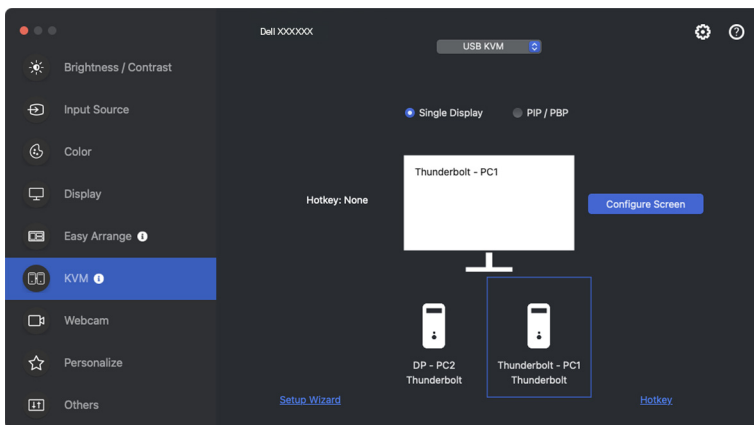 Dell XXXXXX
USB KVM
Brightness / Contrast
Input Source
Color
Display
Easy Arrange
KVM
Webcam
Personalize
Others
Single Display
PIP / PBP
Hotkey: None
Thunderbolt - PC1
Configure Screen
DP - PC2
Thunderbolt
Thunderbolt - PC1
Thunderbolt
Setup Wizard
Hotkey